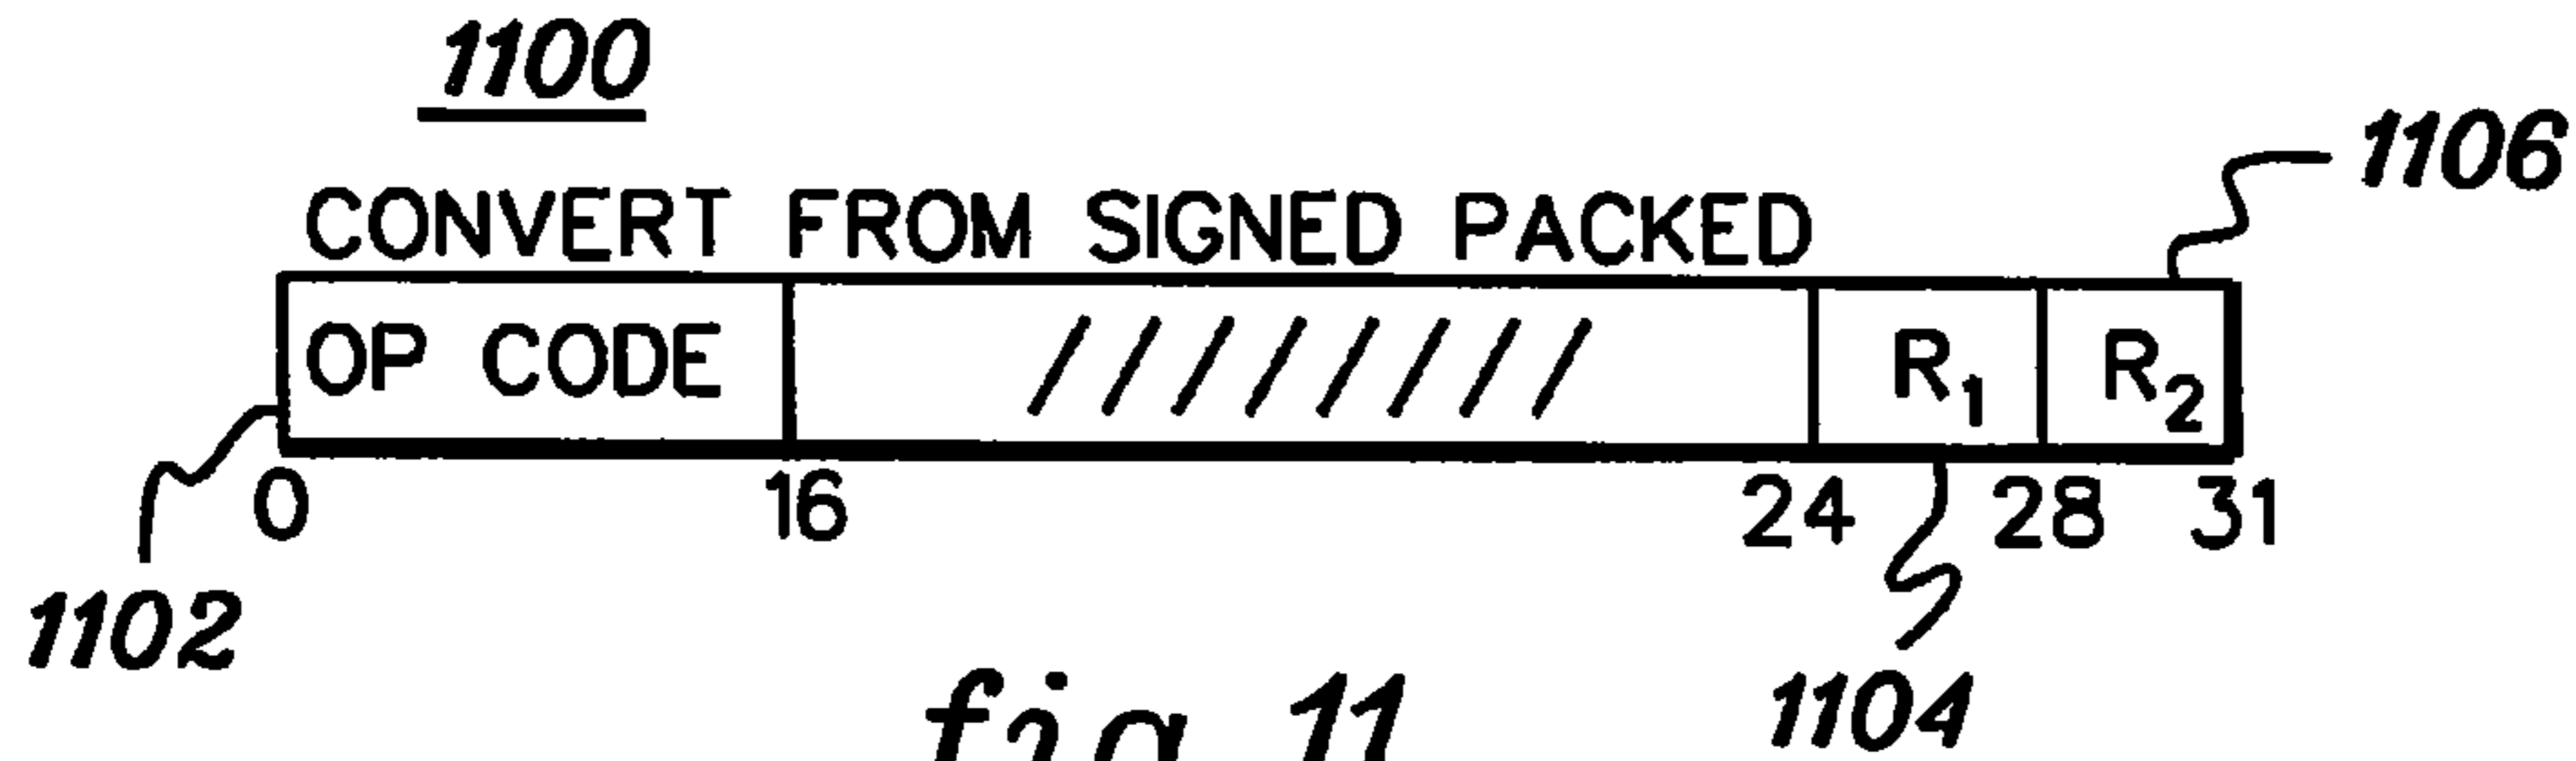 1100
1106
CONVERT FROM SIGNED PACKED
OP CODE //////// R₁ R₂
0 16 24 28 31
1102
1104
fig. 11